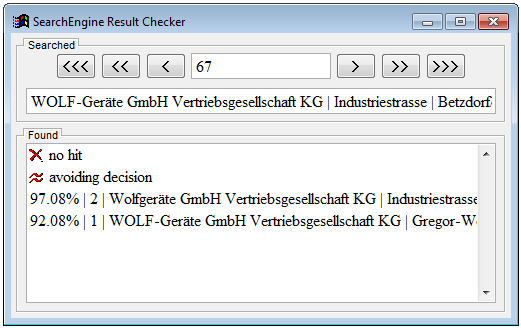 SearchEngine Result Checker
Searched
<<< << < 67 > >> >>>
WOLF-Geräte GmbH Vertriebsgesellschaft KG | Industriestrasse | Betzdorf
Found
no hit
avoiding decision
97.08% | 2 | Wolfgeräte GmbH Vertriebsgesellschaft KG | Industriestrasse
92.08% | 1 | WOLF-Geräte GmbH Vertriebsgesellschaft KG | Gregor-W